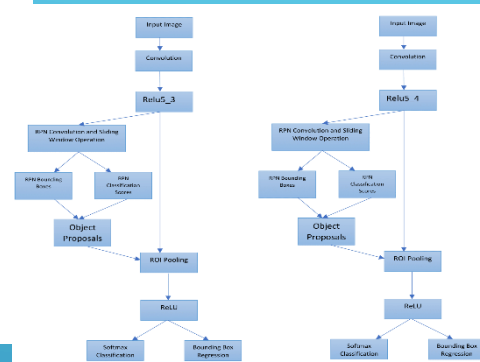 Input Image
Convolution
Relu5_3
RPN Convolution and Sliding
Window Operation
RPN Bounding
Boxes
RPN
Classification
Scores
Object
Proposals
ROI Pooling
ReLU
Softmax
Classification
Bounding Box
Regression
Input Image
Convolution
Relu5_4
RPN Convolution and Sliding
Window Operation
RPN Bounding
Boxes
RPN
Classification
Scores
Object
Proposals
ROI Pooling
ReLU
Softmax
Classification
Bounding Box
Regression